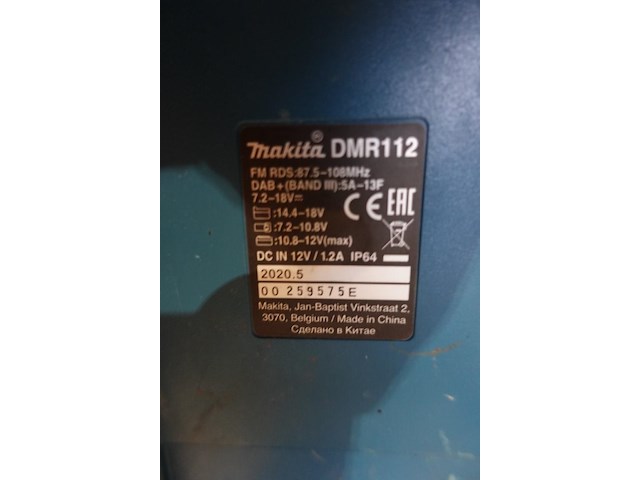 makita® DMR112
FM RDS:87.5-108MHz
DAB+(BAND III):5A-13F
7.2-18V⎓
:14.4-18V
:7.2-10.8V
:10.8-12V(max)
CE EAC
DC IN 12V/1.2A IP64
2020.5
00 259575E
Makita, Jan-Baptist Vinkstraat 2,
3070, Belgium / Made in China
Сделано в Китае